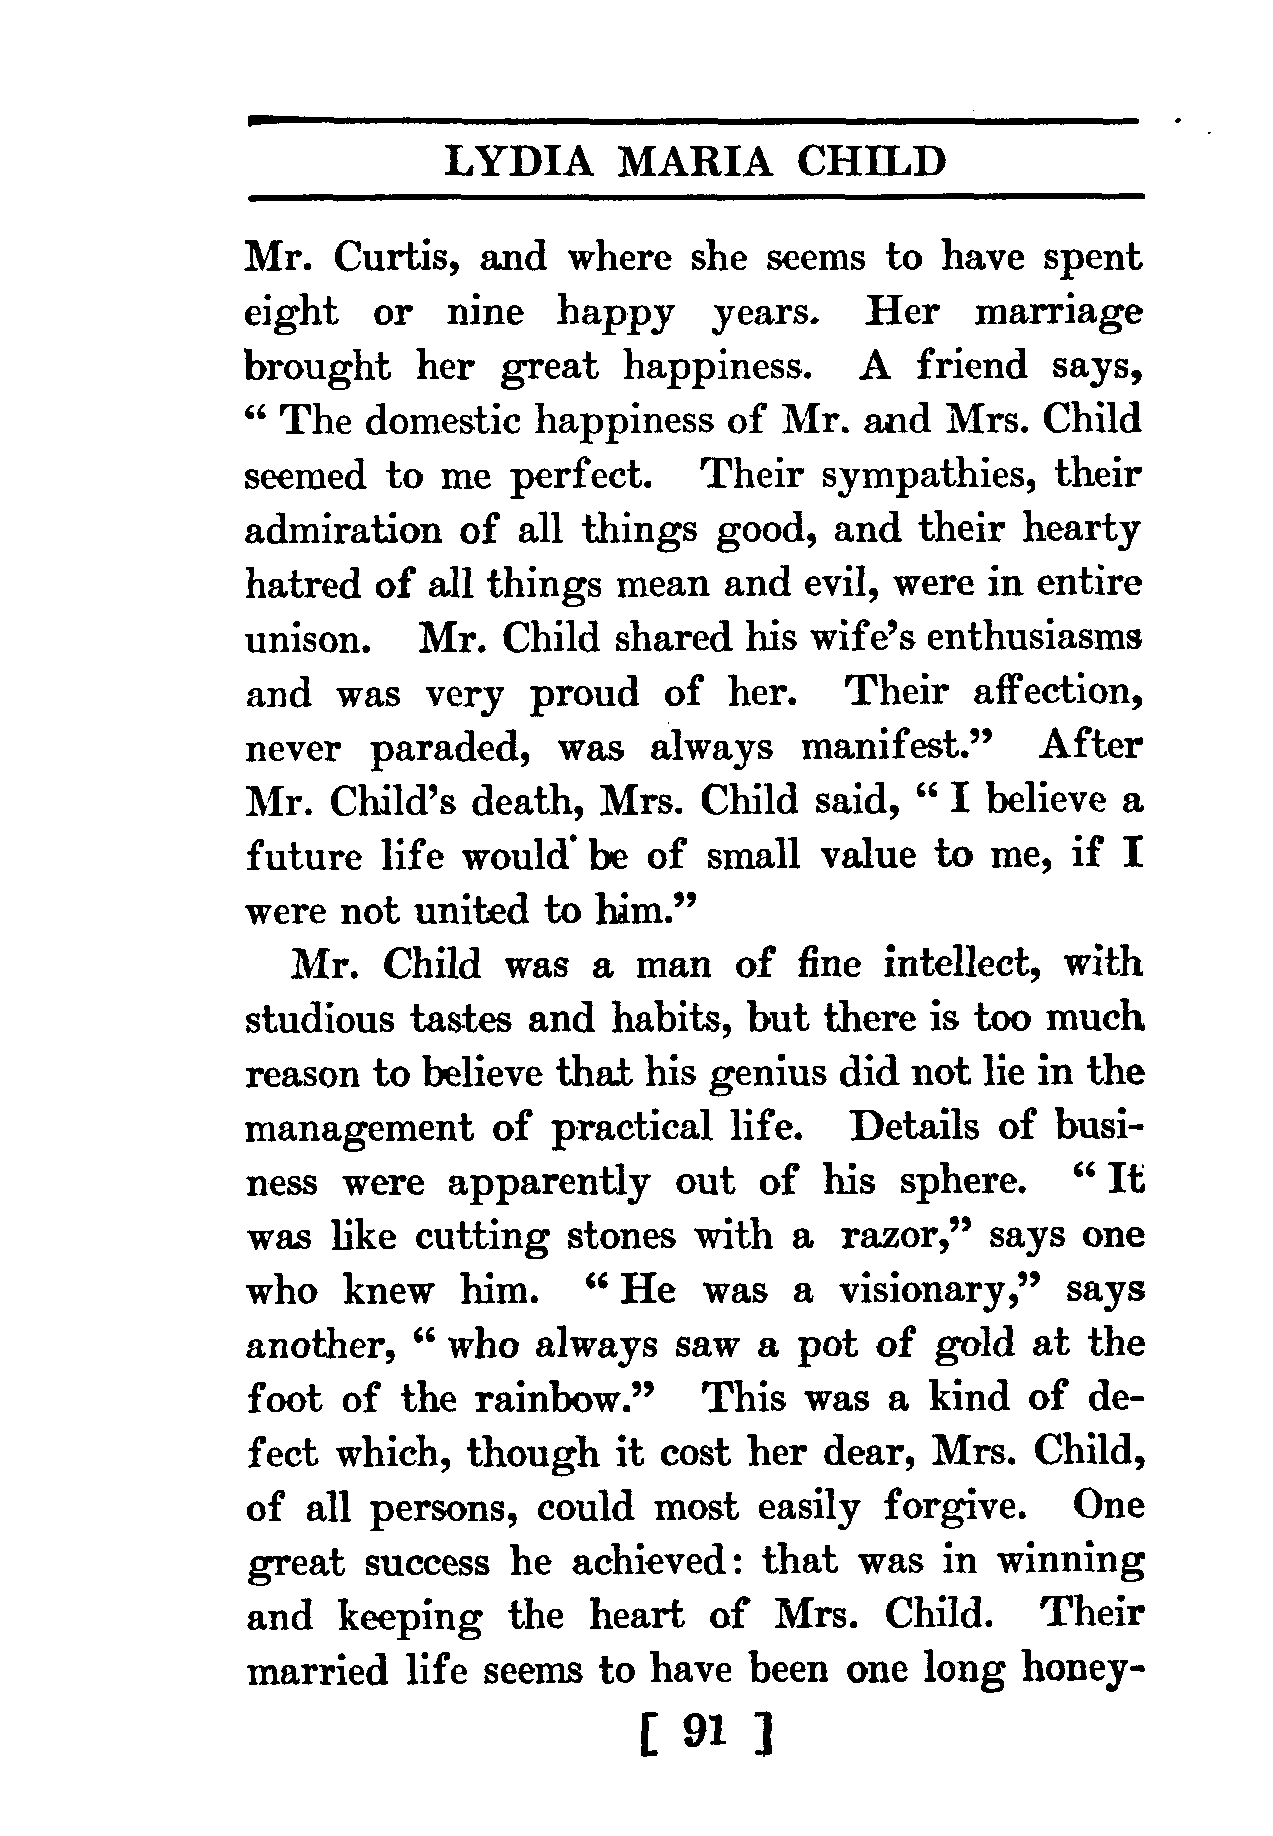 LYDIA MARIA CHILD
Mr. Curtis, and where she seems to have spent
eight or nine happy years. Her marriage
brought her great happiness. A friend says,
“ The domestic happiness of Mr. and Mrs. Child
seemed to me perfect. Their sympathies, their
admiration of all things good, and their hearty
hatred of all things mean and evil, were in entire
unison. Mr. Child shared his wife’s enthusiasms
and was very proud of her. Their affection,
never paraded, was always manifest.” After
Mr. Child’s death, Mrs. Child said, “ I believe a
future life would be of small value to me, if I
were not united to him.”
Mr. Child was a man of fine intellect, with
studious tastes and habits, but there is too much
reason to believe that his genius did not lie in the
management of practical life. Details of busi-
ness were apparently out of his sphere. “ It
was like cutting stones with a razor,” says one
who knew him. “ He was a visionary,” says
another, “ who always saw a pot of gold at the
foot of the rainbow.” This was a kind of de-
fect which, though it cost her dear, Mrs. Child,
of all persons, could most easily forgive. One
great success he achieved: that was in winning
and keeping the heart of Mrs. Child. Their
married life seems to have been one long honey-
[ 91 ]